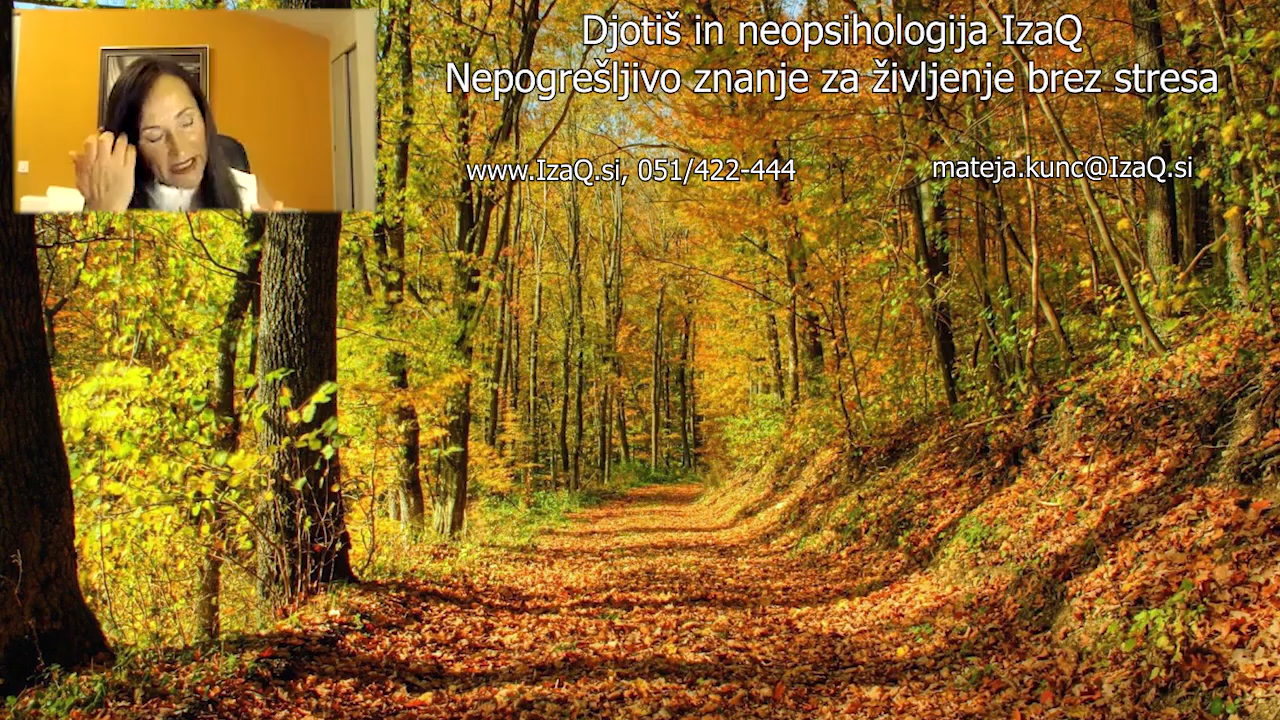 Djotiš in neopsihologija IzaQ
Nepogrešljivo znanje za življenje brez stresa
www.IzaQ.si, 051/422-444
mateja.kunc@IzaQ.si